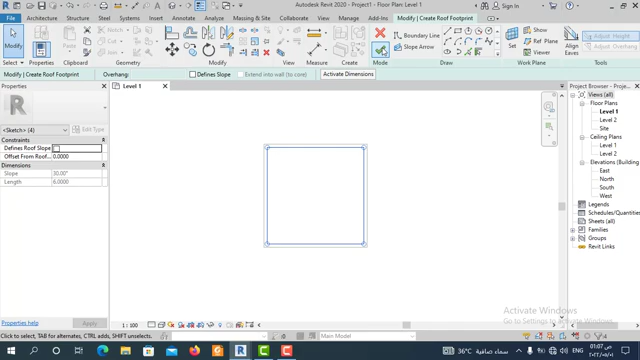 Autodesk Revit 2020 - Project1 - Floor Plan: Level 1
Sign In
Architecture Structure Steel Systems Insert Annotate Analyze Massing & Site Collaborate View Manage Add-Ins Modify | Create Roof Footprint
Modify
Select
Properties
Paste
Clipboard
Geometry
Modify
View
Measure
Create
Mode
Boundary Line
Slope Arrow
Draw
Set
Show
Ref Plane
Viewer
Work Plane
Align Eaves
Adjust Height
Adjust Overhang
Tools
Modify | Create Roof Footprint
Overhang:
Defines Slope
Extend into wall (to core)
Activate Dimensions
Properties
R
<Sketch> (4)
Edit Type
Constraints
Defines Roof Slope
Offset From Roof... 0.0000
Dimensions
Slope 30.00°
Length 6.0000
Properties help
Apply
Level 1
1 : 100
Project Browser - Project1
Views (all)
Floor Plans
Level 1
Level 2
Site
Ceiling Plans
Level 1
Level 2
Elevations (Building
East
North
South
West
Legends
Schedules/Quantities
Sheets (all)
Families
Groups
Revit Links
Activate Windows
Go to Settings to Activate Windows
Click to select, TAB for alternates, CTRL adds, SHIFT unselects.
:0
Main Model
36°C سماء صافية
ENG
01:07 ص